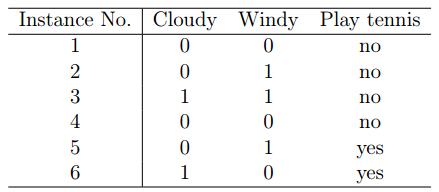 Instance No. Cloudy Windy Play tennis
1 0 0 no
2 0 1 no
3 1 1 no
4 0 0 no
5 0 1 yes
6 1 0 yes